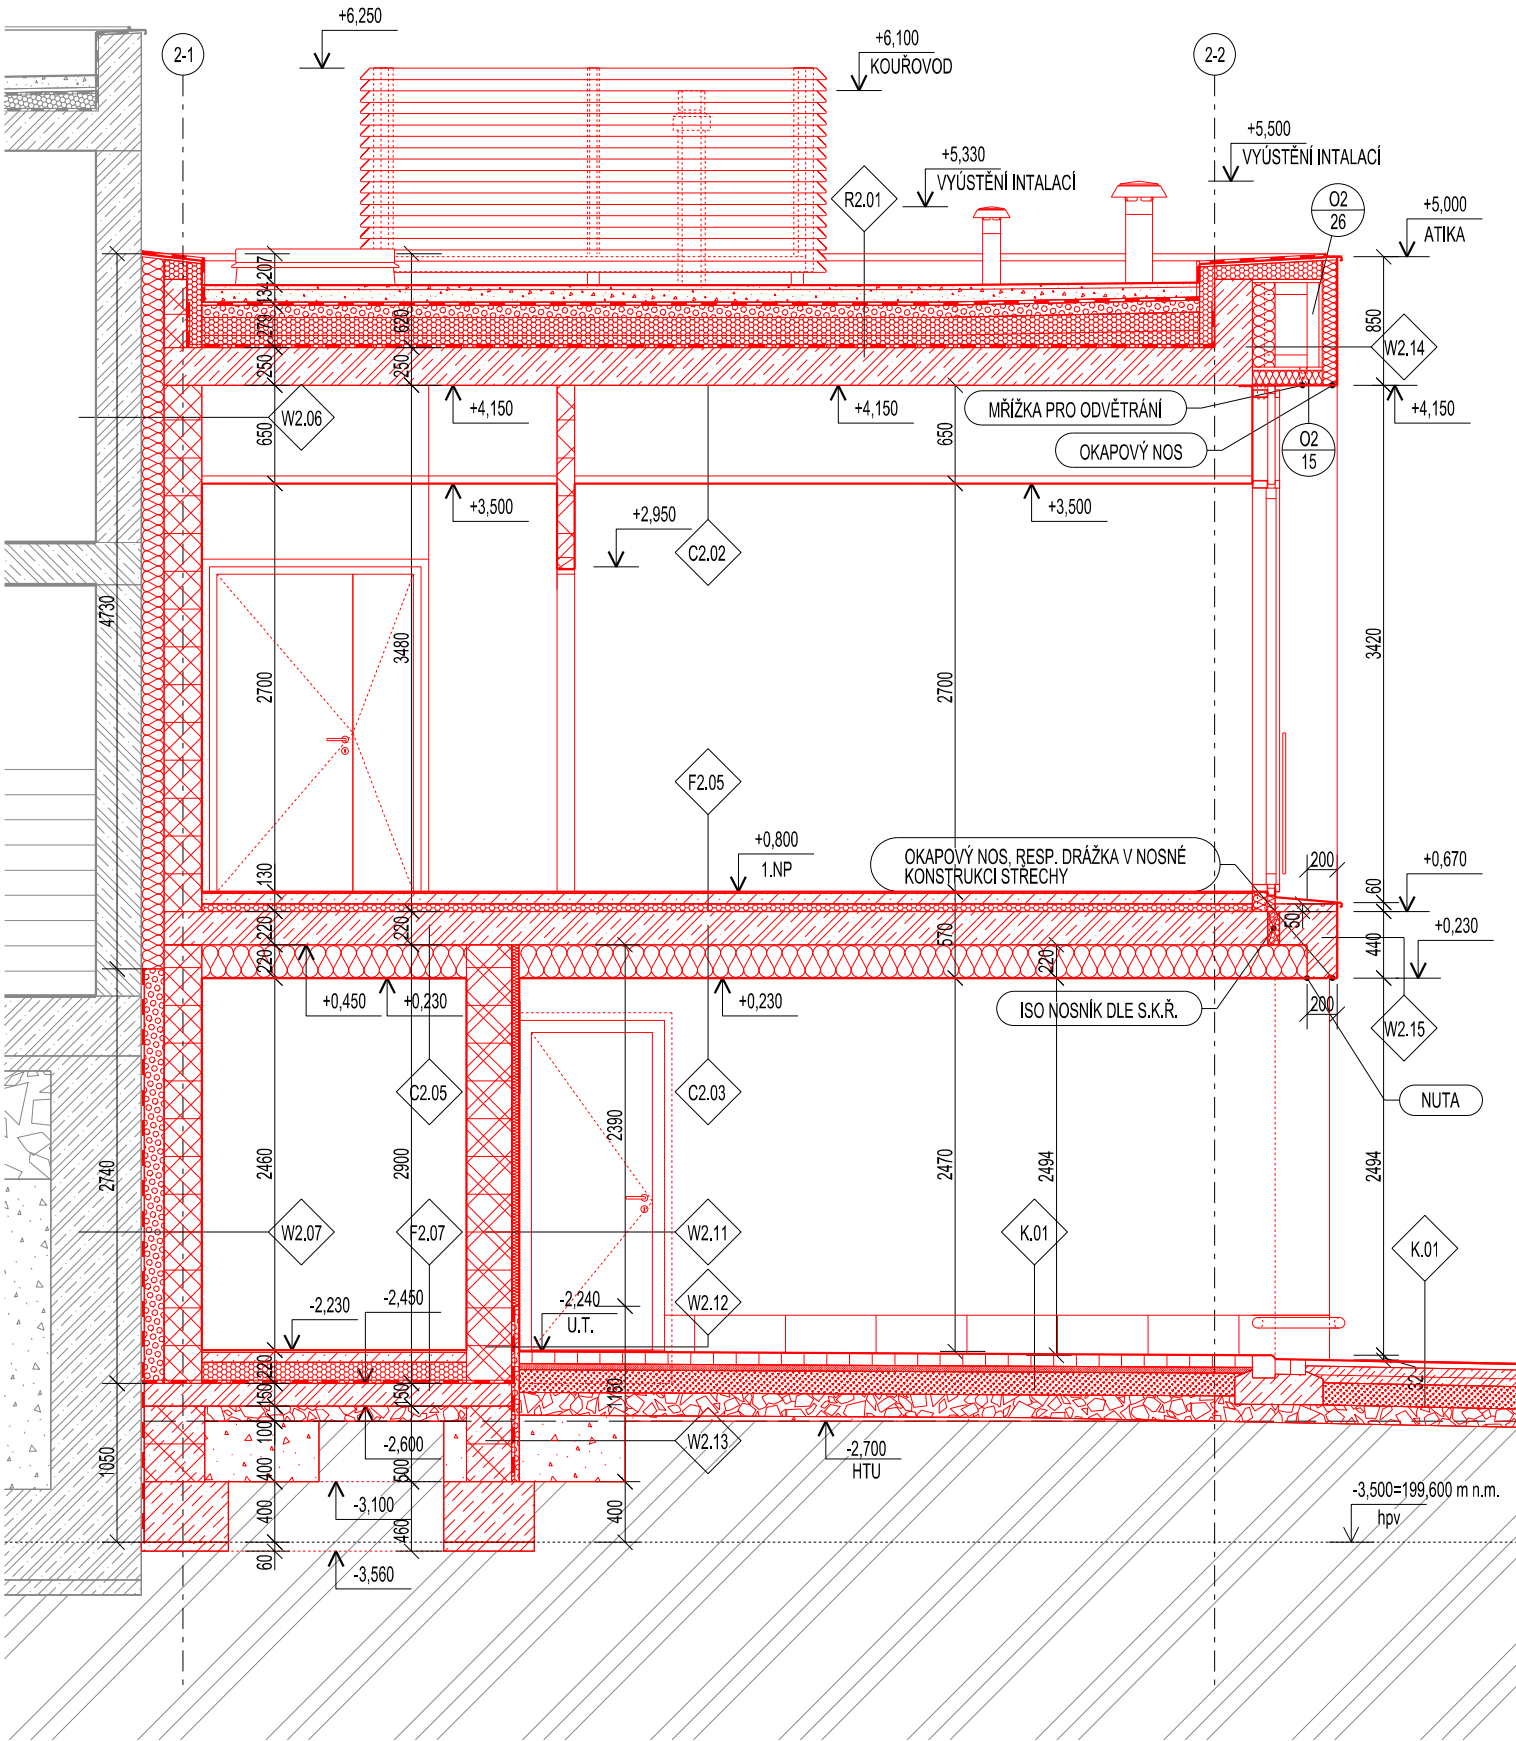 +6,250
2-1
+6,100
KOUŘOVOD
2-2
+5,500
VYÚSTĚNÍ INTALACÍ
+5,330
VYÚSTĚNÍ INTALACÍ
R2.01
O2
26
+5,000
ATIKA
207
134
279
250
620
250
850
W2.14
W2.06
650
+4,150
+4,150
650
MŘÍŽKA PRO ODVĚTRÁNÍ
OKAPOVÝ NOS
O2
15
+4,150
+3,500
+2,950
+3,500
C2.02
4730
3480
2700
2700
3420
F2.05
+0,800
1.NP
OKAPOVÝ NOS, RESP. DRÁŽKA V NOSNÉ
KONSTRUKCI STŘECHY
200
+0,670
130
60
50
220
220
570
+0,230
440
220
220
+0,450
+0,230
+0,230
ISO NOSNÍK DLE S.K.Ř.
200
W2.15
C2.05
C2.03
NUTA
2390
2740
2460
2900
2470
2494
2494
W2.07
F2.07
W2.11
K.01
K.01
W2.12
-2,230
-2,450
-2,240
U.T.
220
150
150
1160
32
100
1050
-2,600
W2.13
-2,700
HTU
400
500
-3,100
-3,500=199,600 m n.m.
hpv
400
460
400
60
-3,560